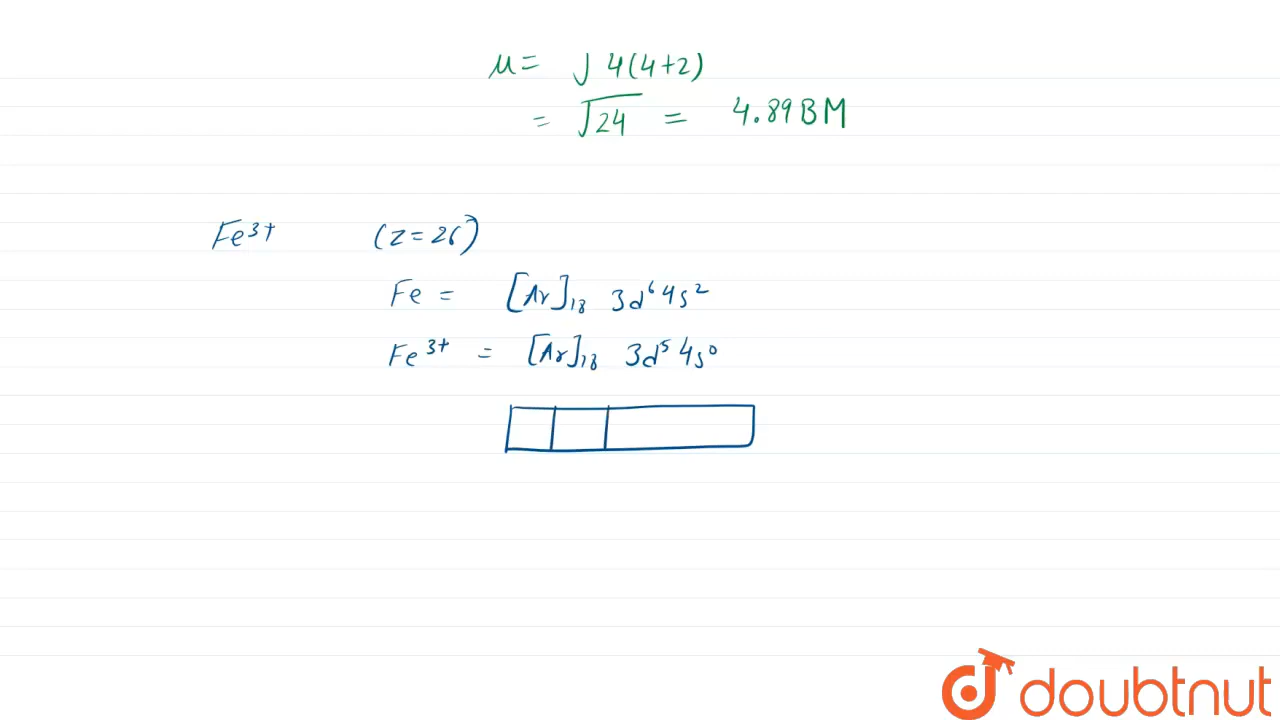 μ = √4(4+2)
= √24 = 4.89 BM
Fe³⁺ (z=26)
Fe = [Ar]₁₈ 3d⁶ 4s²
Fe³⁺ = [Ar]₁₈ 3d⁵ 4s⁰
doubtnut